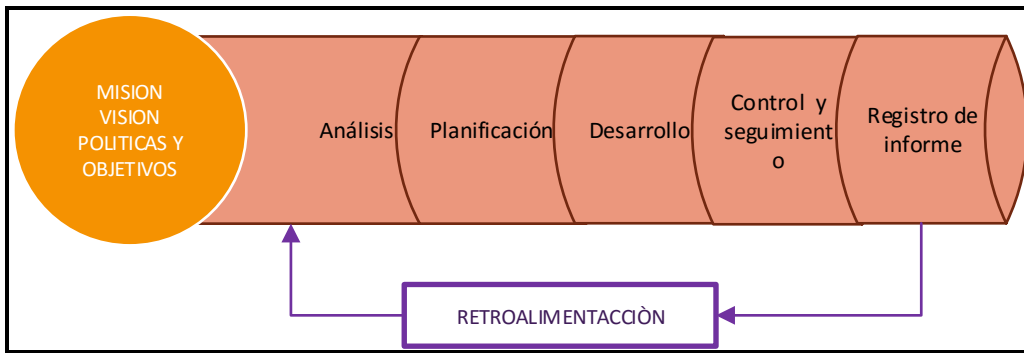 MISION
VISION
POLITICAS Y
OBJETIVOS
Análisis
Planificación
Desarrollo
Control y
seguimient
o
Registro de
informe
RETROALIMENTACCIÒN